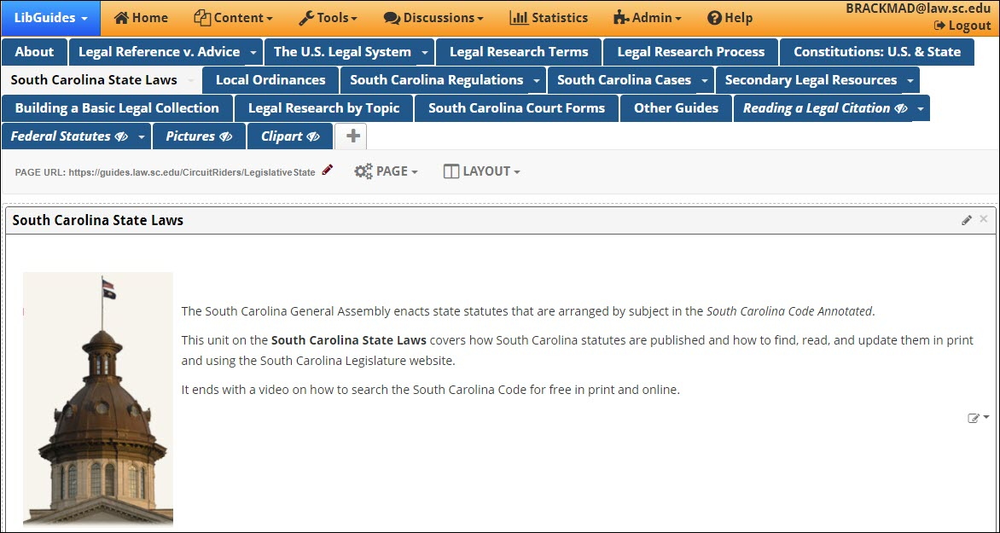 LibGuides Home Content Tools Discussions Statistics Admin Help BRACKMAD@law.sc.edu
Logout
About Legal Reference v. Advice The U.S. Legal System Legal Research Terms Legal Research Process Constitutions: U.S. & State
South Carolina State Laws Local Ordinances South Carolina Regulations South Carolina Cases Secondary Legal Resources
Building a Basic Legal Collection Legal Research by Topic South Carolina Court Forms Other Guides Reading a Legal Citation
Federal Statutes Pictures Clipart +
PAGE URL: https://guides.law.sc.edu/CircuitRiders/LegislativeState PAGE LAYOUT
South Carolina State Laws
The South Carolina General Assembly enacts state statutes that are arranged by subject in the South Carolina Code Annotated.
This unit on the South Carolina State Laws covers how South Carolina statutes are published and how to find, read, and update them in print
and using the South Carolina Legislature website.
It ends with a video on how to search the South Carolina Code for free in print and online.